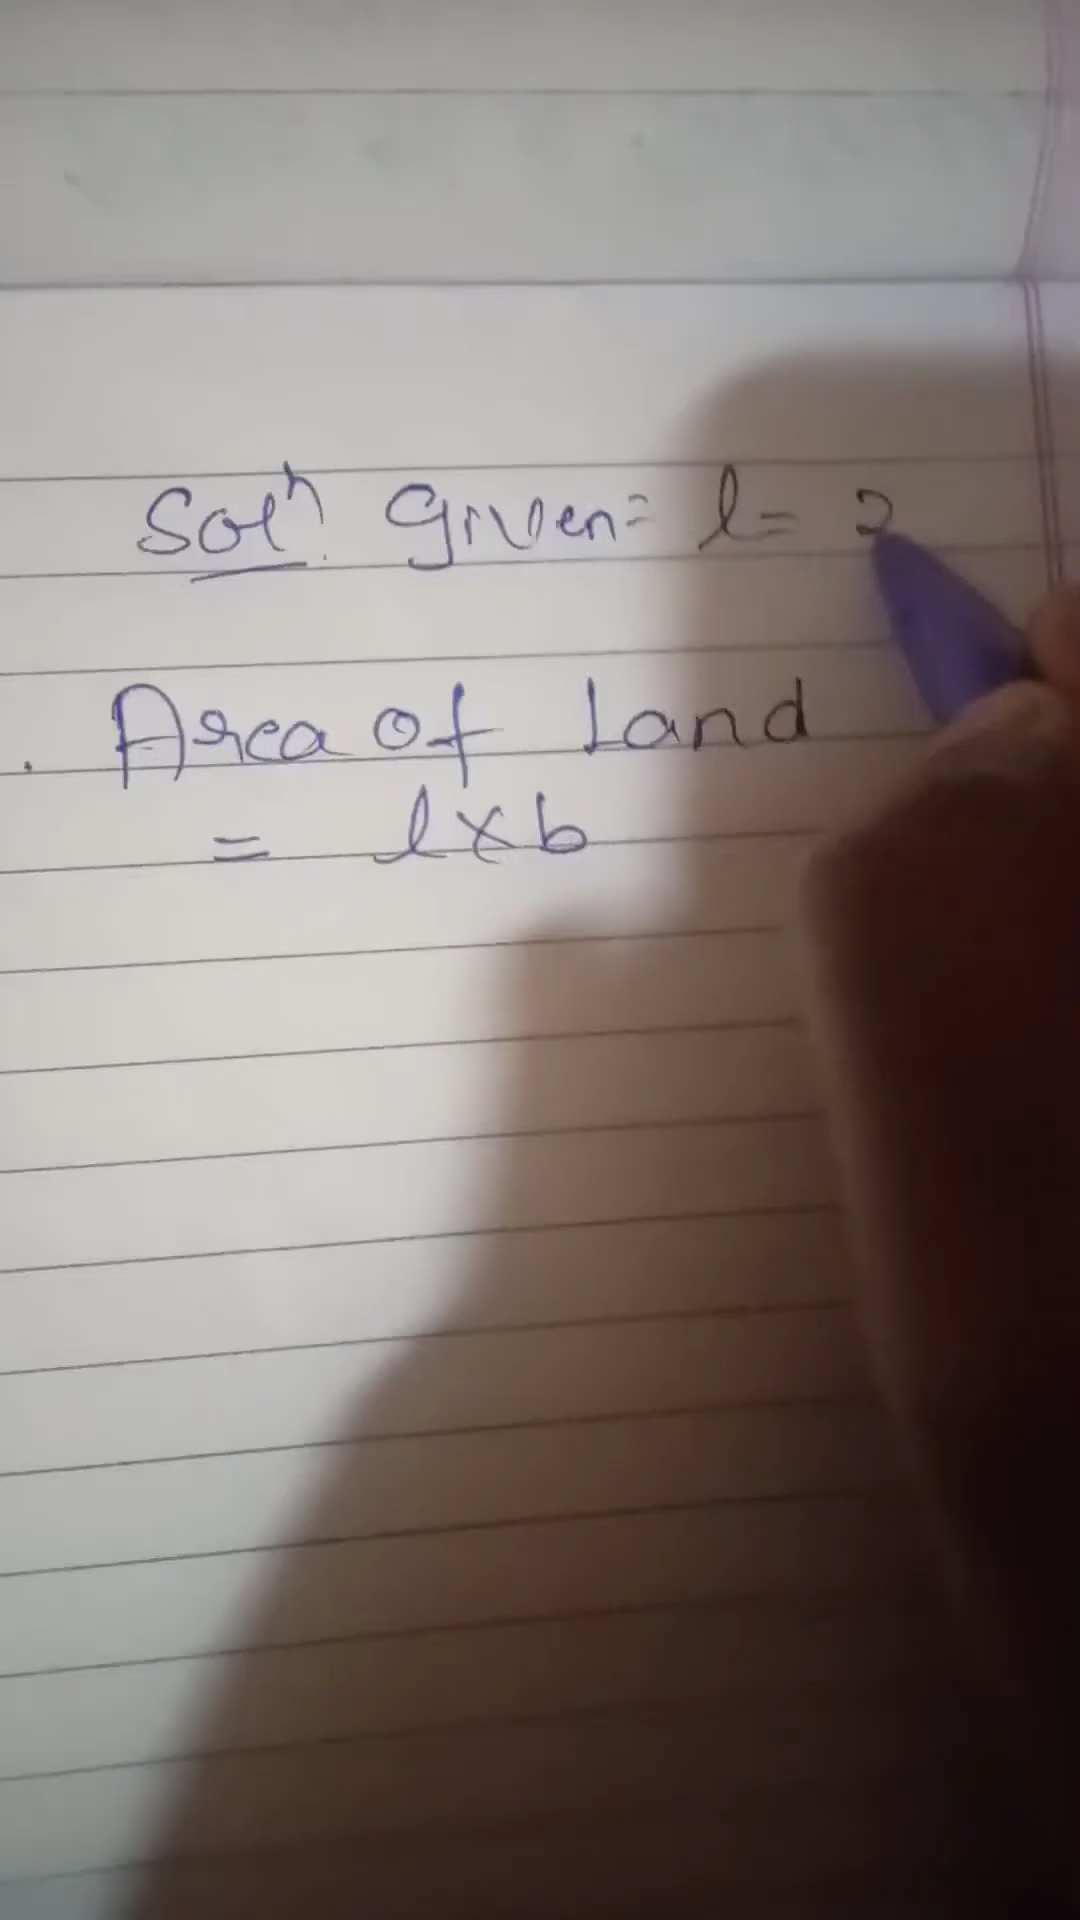 Solⁿ. Given = l = 2
Area of Land
= l×b